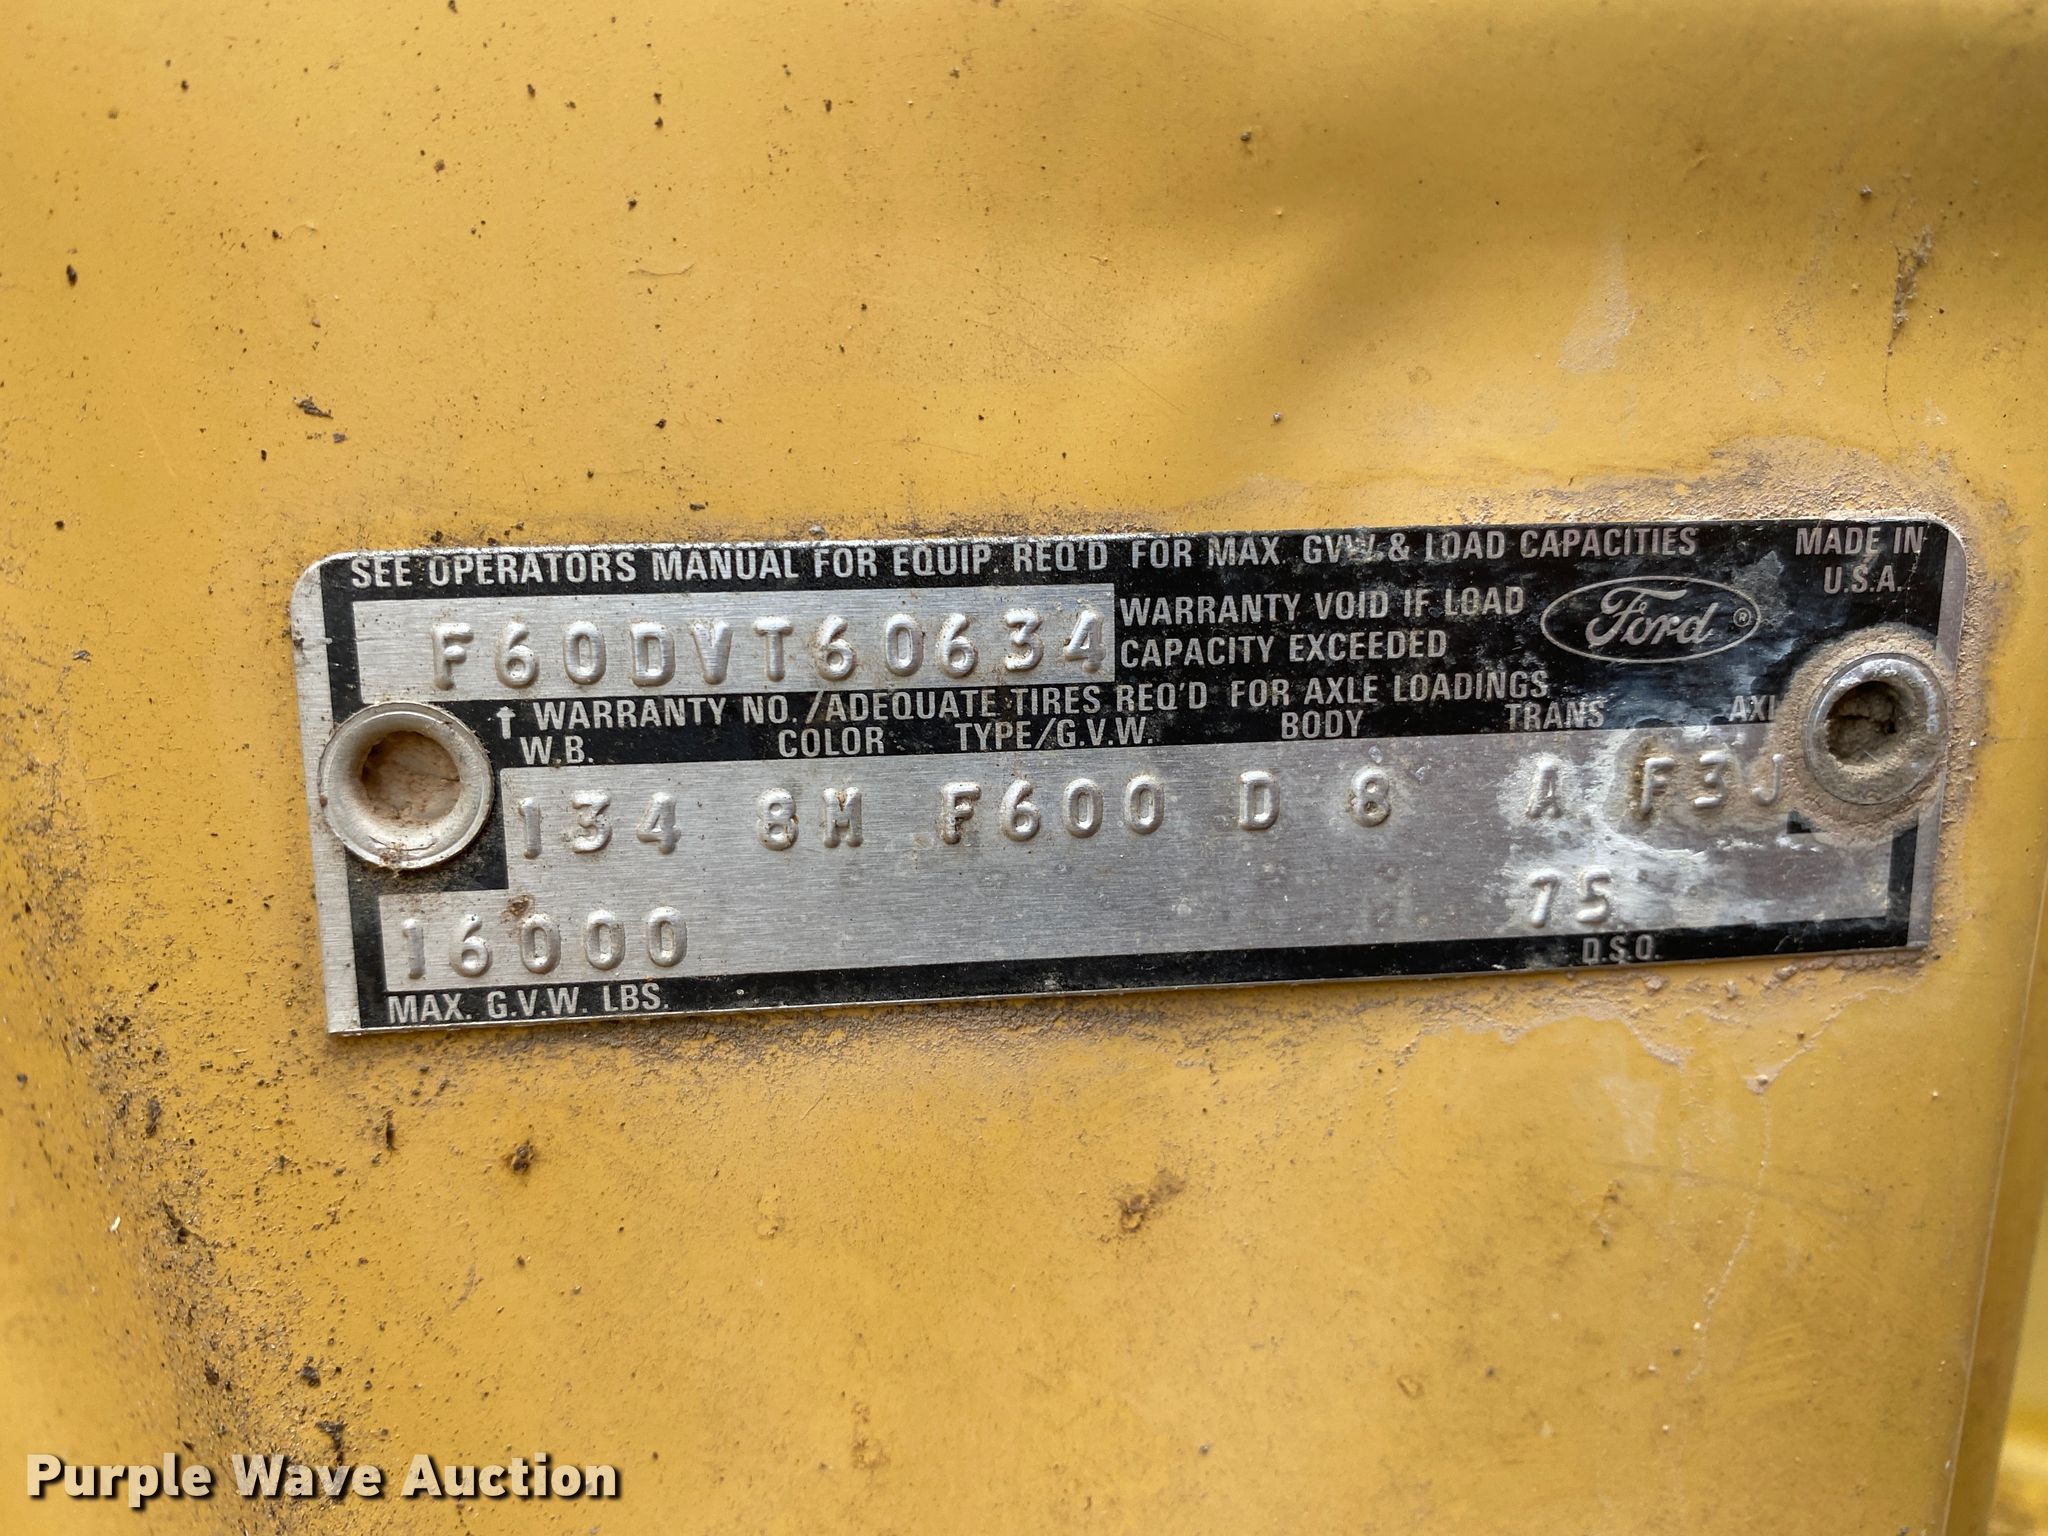 SEE OPERATORS MANUAL FOR EQUIP. REQ'D FOR MAX. GVW. & LOAD CAPACITIES
MADE IN U.S.A.
F60DVT60634
WARRANTY VOID IF LOAD
CAPACITY EXCEEDED
Ford ®
† WARRANTY NO./ADEQUATE TIRES REQ'D FOR AXLE LOADINGS
W.B. COLOR TYPE/G.V.W. BODY TRANS
134 8M F600 D 8 A F3J
16000 75
MAX. G.V.W. LBS. D.S.O.
Purple Wave Auction